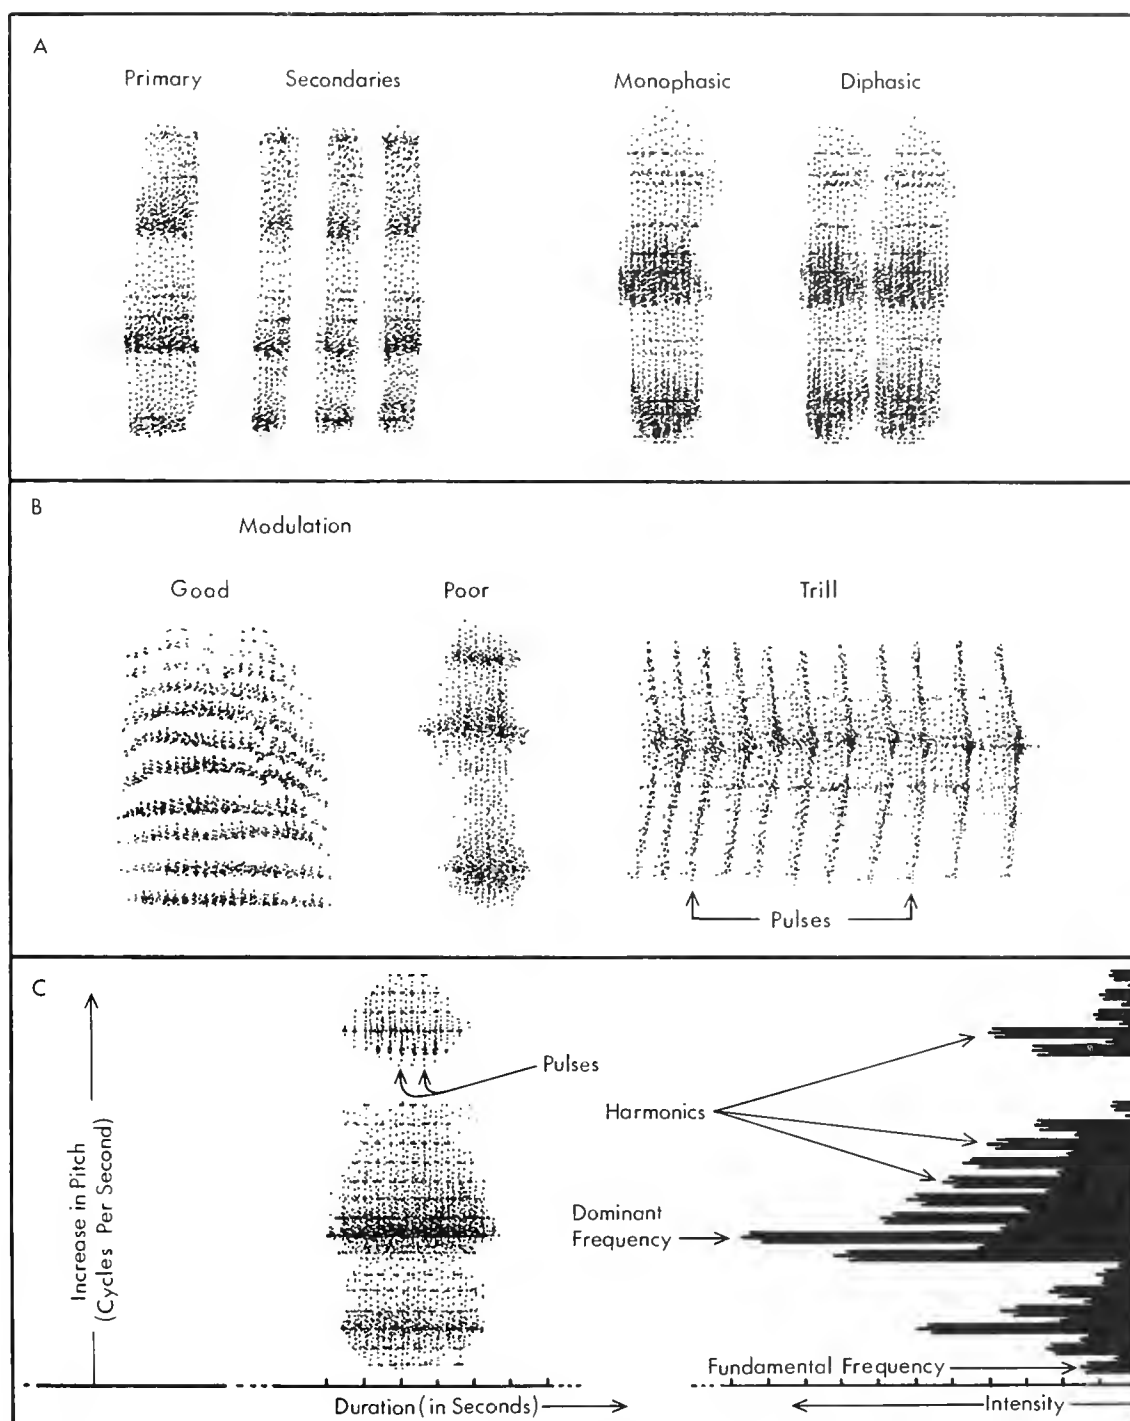 A
Primary Secondaries Monophasic Diphasic
B
Modulation
Goad Poor Trill
Pulses
C
Increase in Pitch
(Cycles Per Second)
Pulses
Harmonics
Dominant
Frequency
Fundamental Frequency
Duration (in Seconds)
Intensity